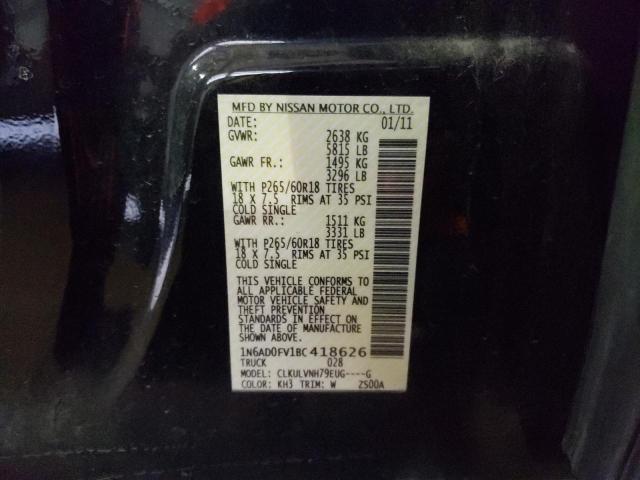 MFD BY NISSAN MOTOR CO., LTD.
DATE: 01/11
GVWR: 2638 KG
5815 LB
GAWR FR.: 1495 KG
3296 LB
WITH P265/60R18 TIRES
18 X 7.5 RIMS AT 35 PSI
COLD SINGLE
GAWR RR.: 1511 KG
3331 LB
WITH P265/60R18 TIRES
18 X 7.5 RIMS AT 35 PSI
COLD SINGLE
THIS VEHICLE CONFORMS TO
ALL APPLICABLE FEDERAL
MOTOR VEHICLE SAFETY AND
THEFT PREVENTION
STANDARDS IN EFFECT ON
THE DATE OF MANUFACTURE
SHOWN ABOVE.
1N6AD0FV1BC418626
TRUCK 028
MODEL: CLKULVNH79EUG----G
COLOR: KH3 TRIM: W ZS00A